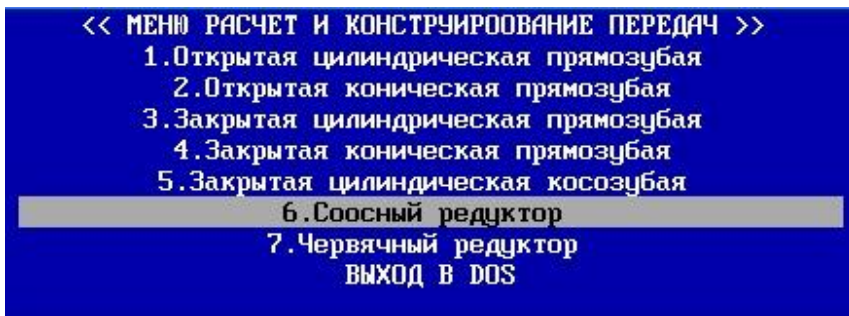 << МЕНЮ РАСЧЕТ И КОНСТРУИРООВАНИЕ ПЕРЕДАЧ >>
1.Открытая цилиндрическая прямозубая
2.Открытая коническая прямозубая
3.Закрытая цилиндрическая прямозубая
4.Закрытая коническая прямозубая
5.Закрытая цилиндическая косозубая
6.Соосный редуктор
7.Червячный редуктор
ВЫХОД В DOS